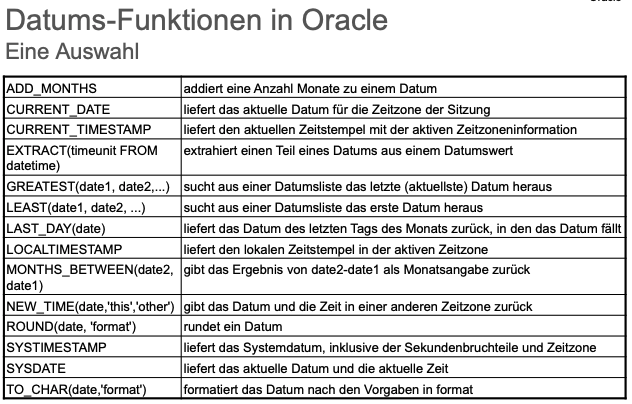 Datums-Funktionen in Oracle
Eine Auswahl
ADD_MONTHS addiert eine Anzahl Monate zu einem Datum
CURRENT_DATE liefert das aktuelle Datum für die Zeitzone der Sitzung
CURRENT_TIMESTAMP liefert den aktuellen Zeitstempel mit der aktiven Zeitzoneninformation
EXTRACT(timeunit FROM extrahiert einen Teil eines Datums aus einem Datumswert
datetime)
GREATEST(date1, date2,...) sucht aus einer Datumsliste das letzte (aktuellste) Datum heraus
LEAST(date1, date2, ...) sucht aus einer Datumsliste das erste Datum heraus
LAST_DAY(date) liefert das Datum des letzten Tags des Monats zurück, in den das Datum fällt
LOCALTIMESTAMP liefert den lokalen Zeitstempel in der aktiven Zeitzone
MONTHS_BETWEEN(date2, gibt das Ergebnis von date2-date1 als Monatsangabe zurück
date1)
NEW_TIME(date,'this','other') gibt das Datum und die Zeit in einer anderen Zeitzone zurück
ROUND(date, 'format') rundet ein Datum
SYSTIMESTAMP liefert das Systemdatum, inklusive der Sekundenbruchteile und Zeitzone
SYSDATE liefert das aktuelle Datum und die aktuelle Zeit
TO_CHAR(date,'format') formatiert das Datum nach den Vorgaben in format